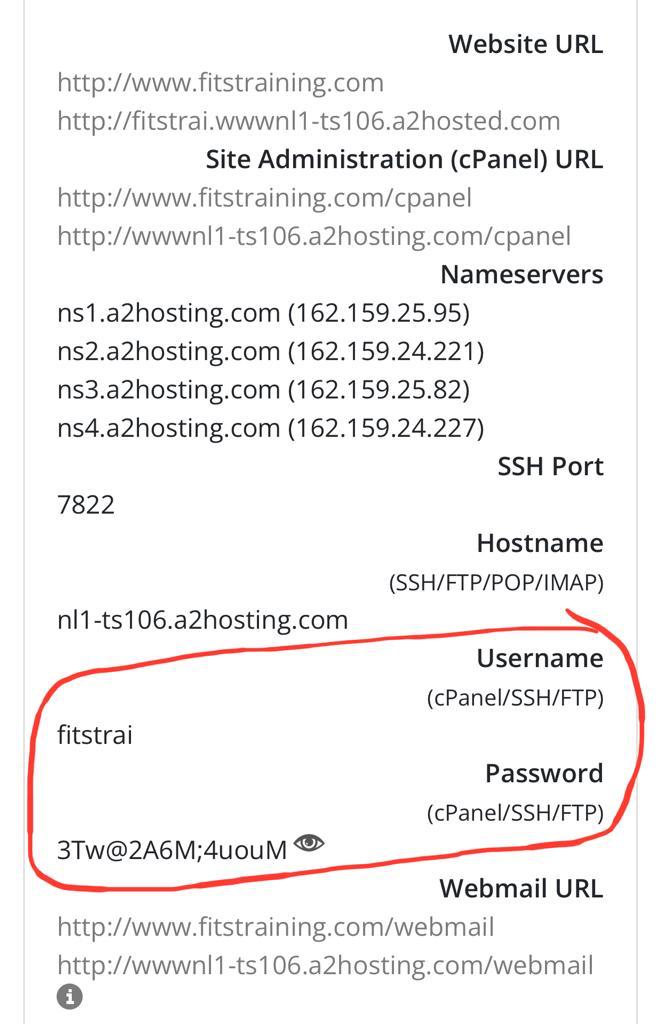 Website URL
http://www.fitstraining.com
http://fitstrai.wwwnl1-ts106.a2hosted.com
Site Administration (cPanel) URL
http://www.fitstraining.com/cpanel
http://wwwnl1-ts106.a2hosting.com/cpanel
Nameservers
ns1.a2hosting.com (162.159.25.95)
ns2.a2hosting.com (162.159.24.221)
ns3.a2hosting.com (162.159.25.82)
ns4.a2hosting.com (162.159.24.227)
SSH Port
7822
Hostname
(SSH/FTP/POP/IMAP)
nl1-ts106.a2hosting.com
Username
(cPanel/SSH/FTP)
fitstrai
Password
(cPanel/SSH/FTP)
3Tw@2A6M;4uouM
Webmail URL
http://www.fitstraining.com/webmail
http://wwwnl1-ts106.a2hosting.com/webmail